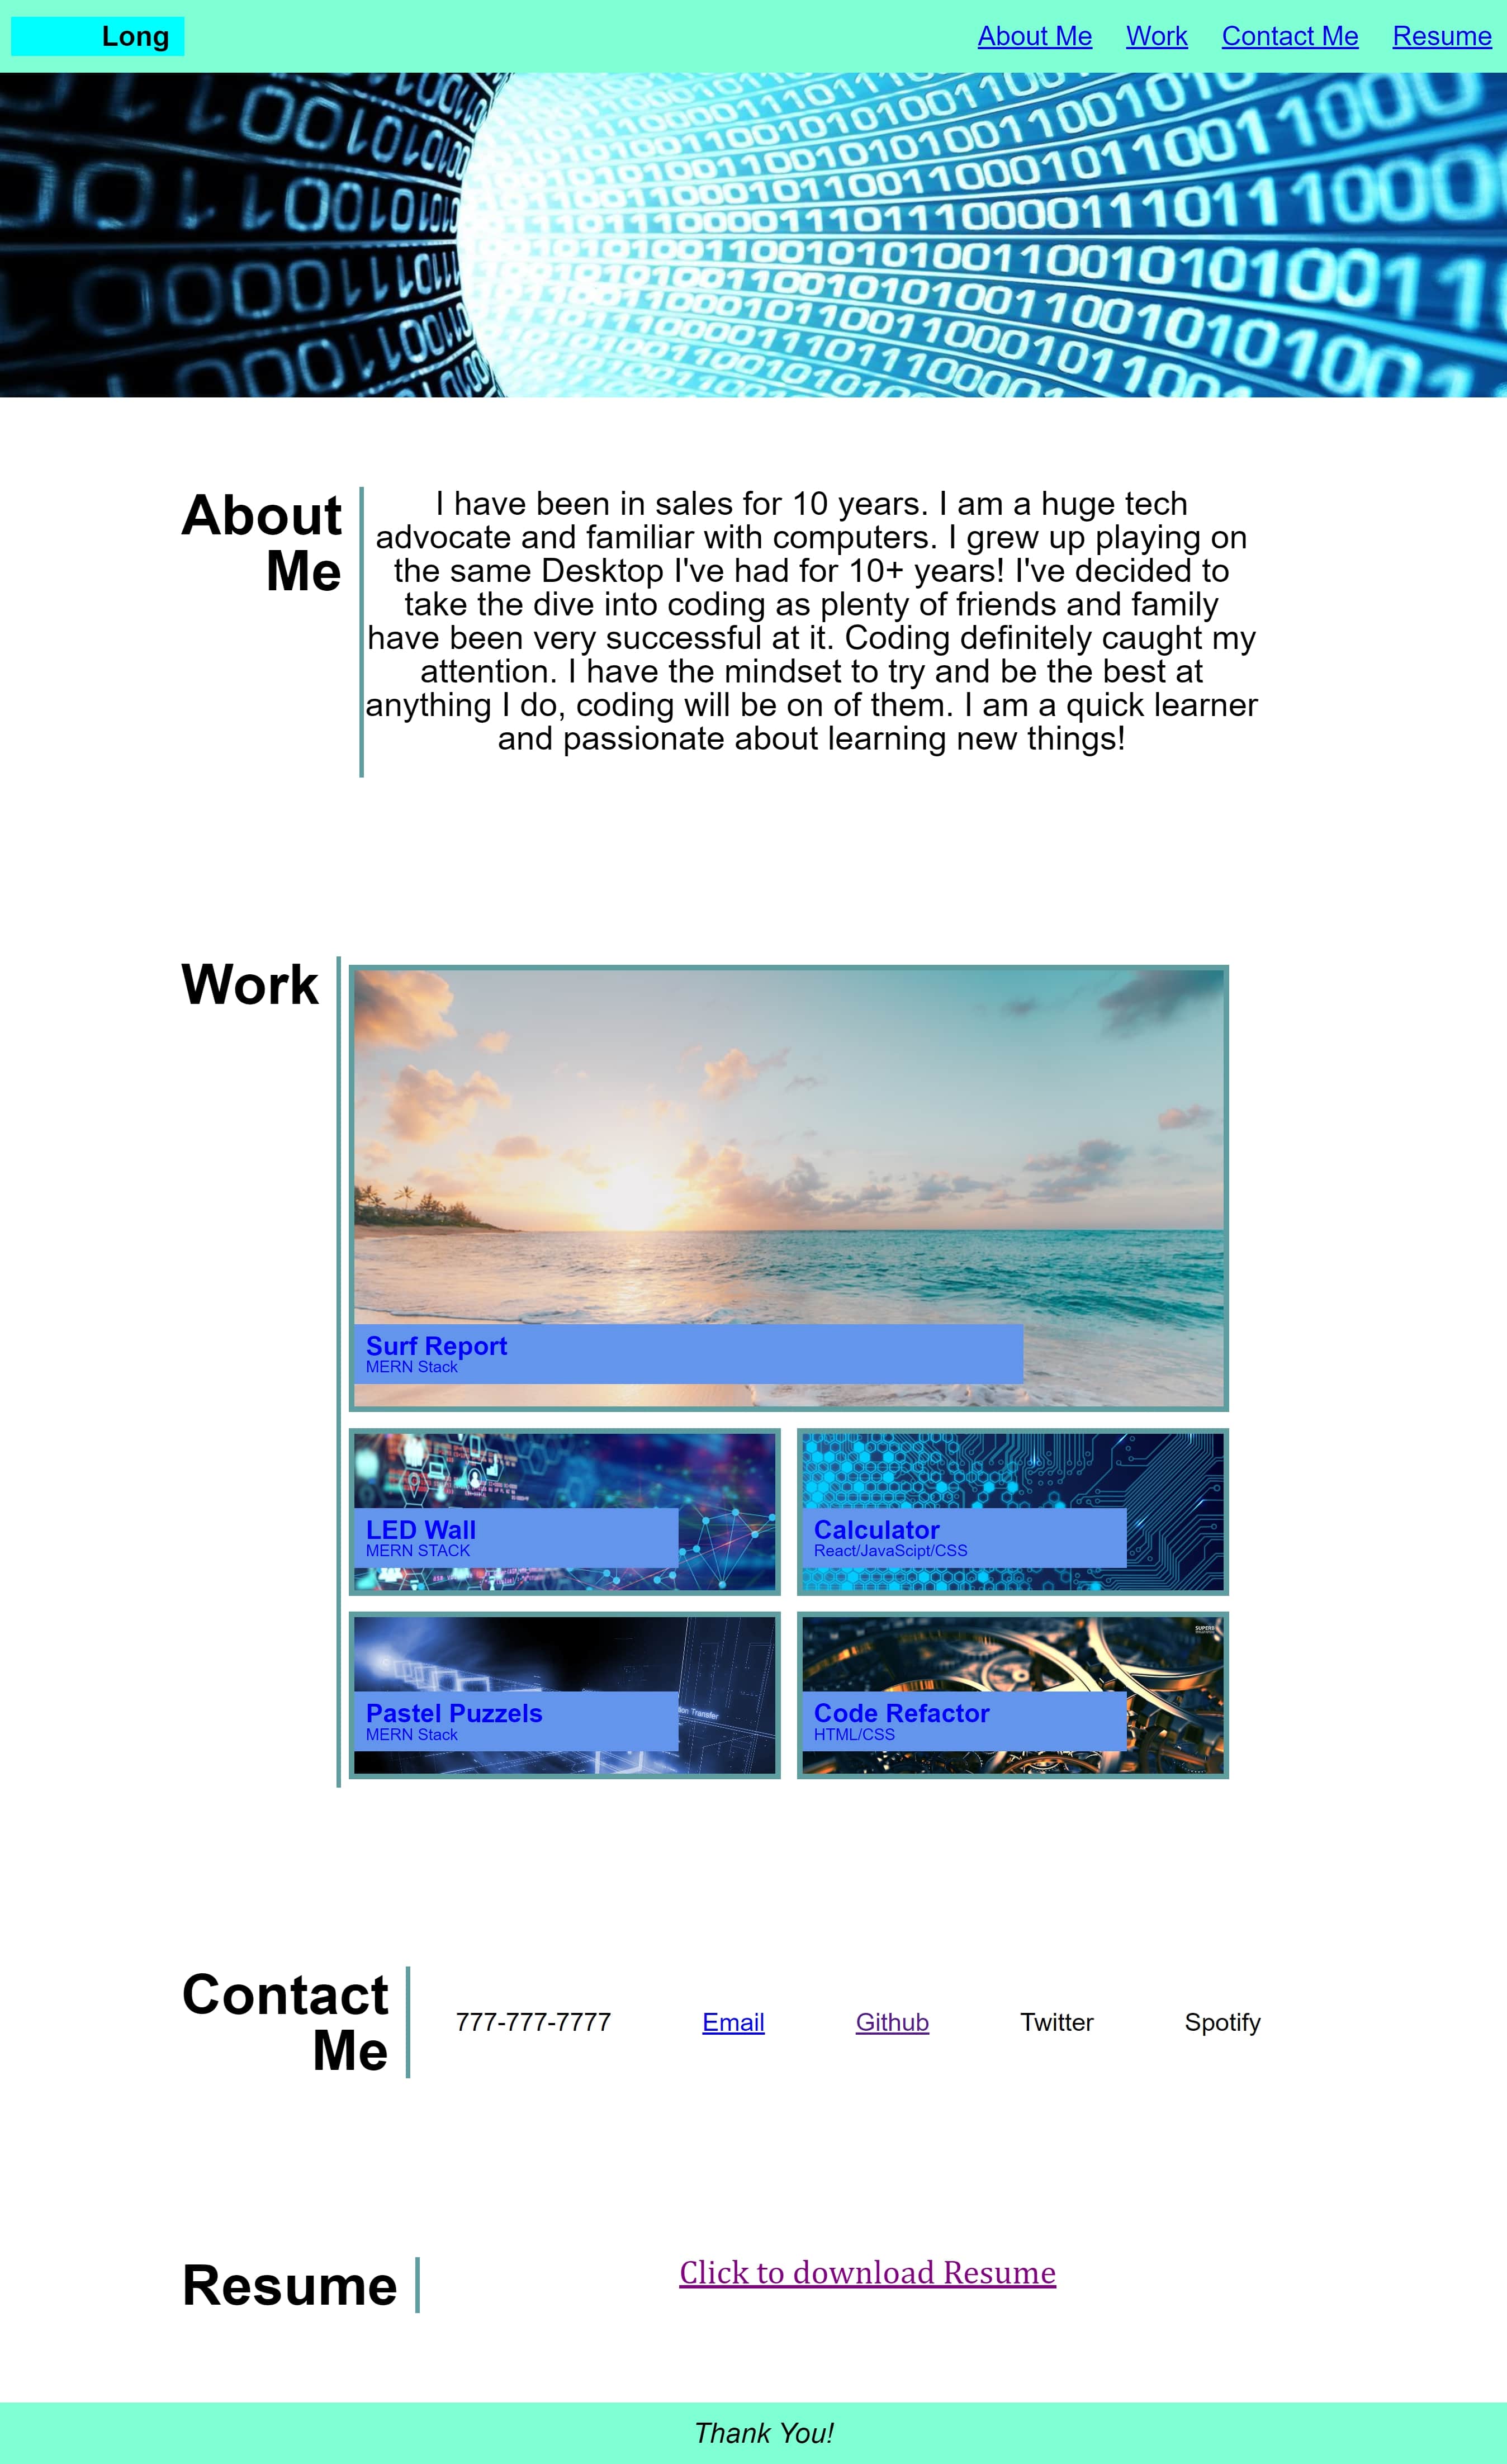 Long
About Me Work Contact Me Resume
About
Me
I have been in sales for 10 years. I am a huge tech
advocate and familiar with computers. I grew up playing on
the same Desktop I've had for 10+ years! I've decided to
take the dive into coding as plenty of friends and family
have been very successful at it. Coding definitely caught my
attention. I have the mindset to try and be the best at
anything I do, coding will be on of them. I am a quick learner
and passionate about learning new things!
Work
Surf Report
MERN Stack
LED Wall
MERN STACK
Calculator
React/JavaScipt/CSS
Pastel Puzzels
MERN Stack
Code Refactor
HTML/CSS
Contact
Me
777-777-7777 Email Github Twitter Spotify
Resume
Click to download Resume
Thank You!